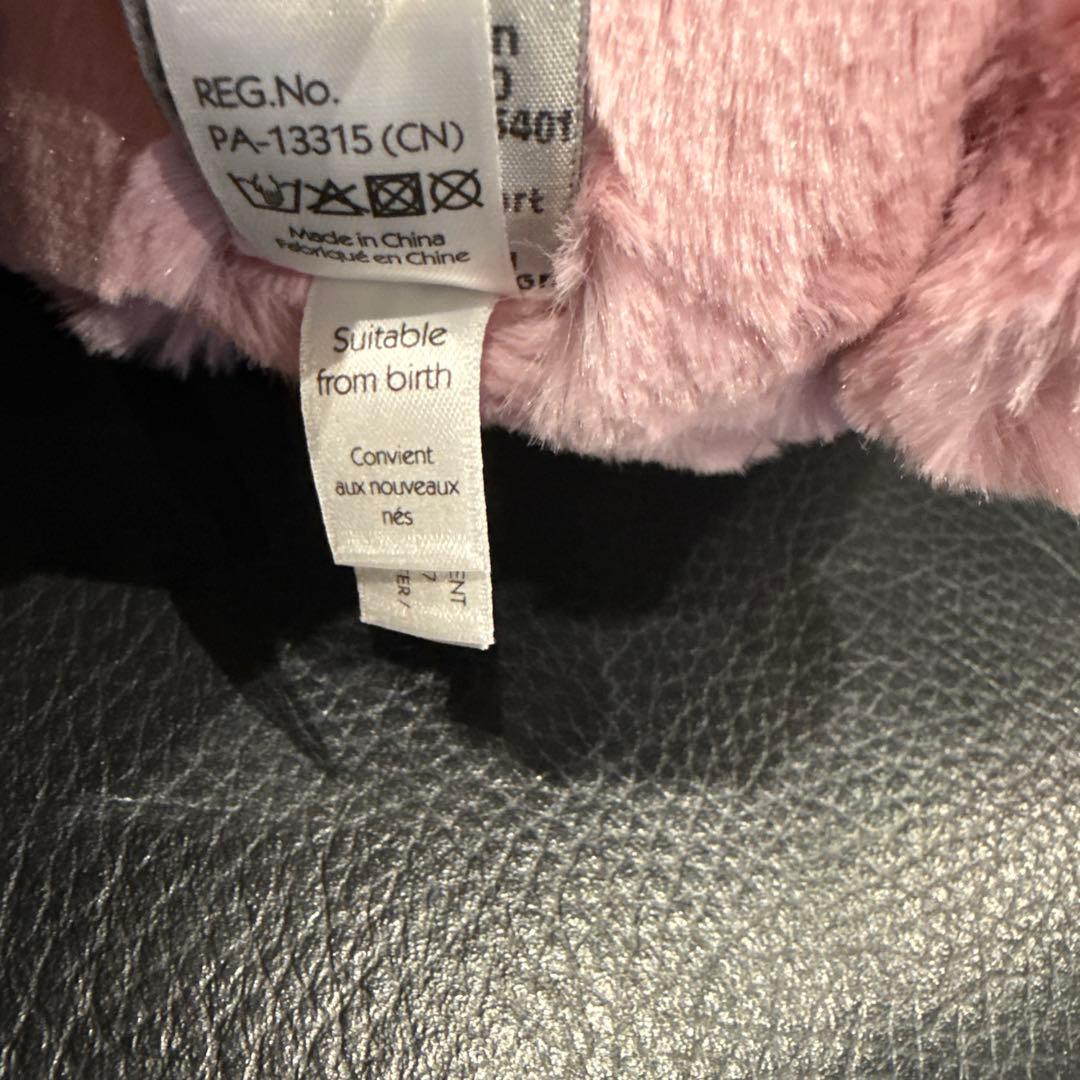 REG.No.
PA-13315 (CN)
Made in China
Fabriqué en Chine
Suitable
from birth
Convient
aux nouveaux
nés